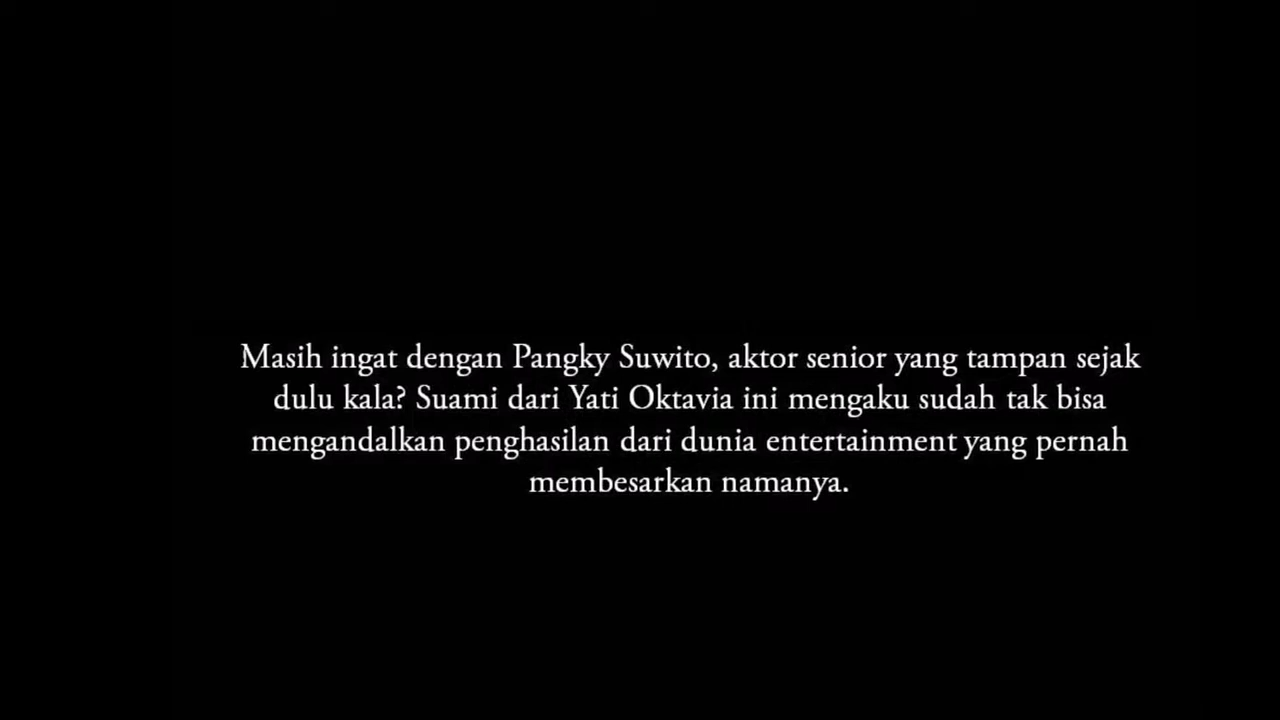 Masih ingat dengan Pangky Suwito, aktor senior yang tampan sejak
dulu kala? Suami dari Yati Oktavia ini mengaku sudah tak bisa
mengandalkan penghasilan dari dunia entertainment yang pernah
membesarkan namanya.